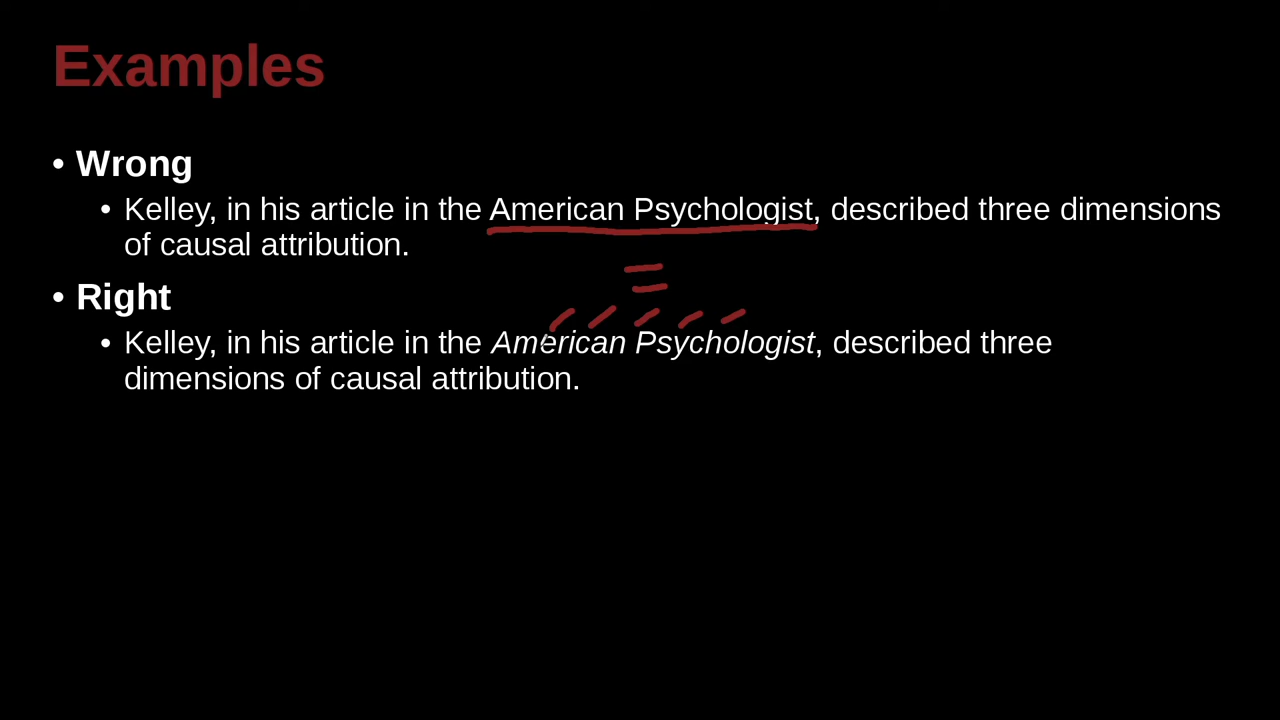 Examples
• Wrong
• Kelley, in his article in the American Psychologist, described three dimensions
of causal attribution.
• Right
• Kelley, in his article in the American Psychologist, described three
dimensions of causal attribution.